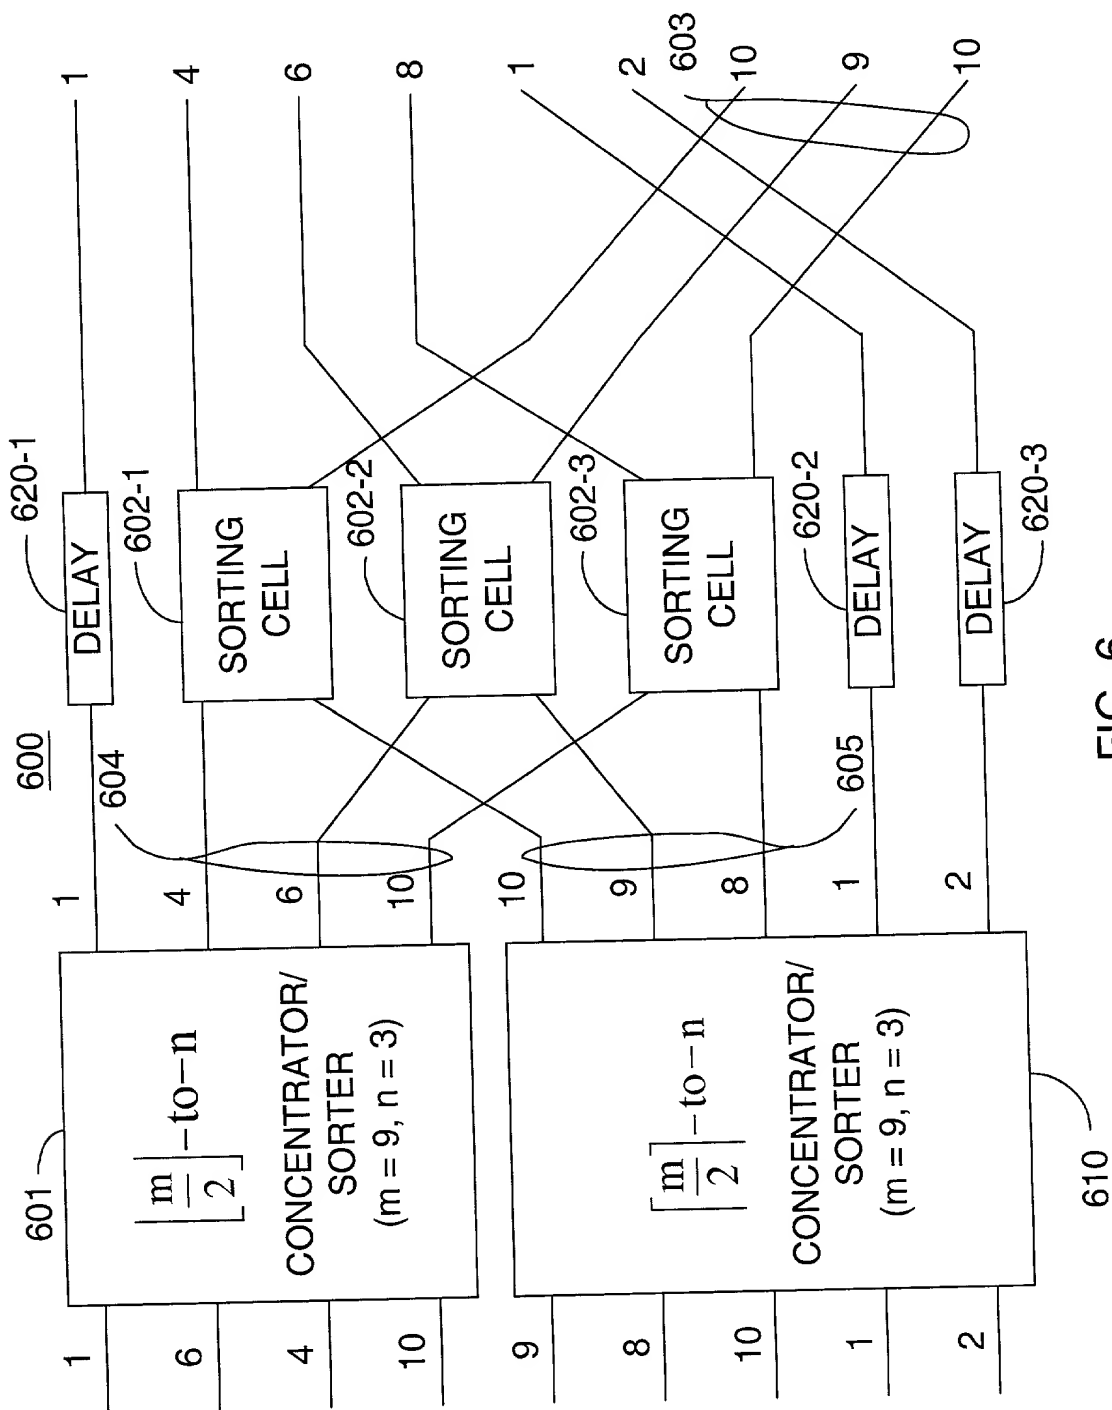 600
601
⌊m/2⌋-to-n
CONCENTRATOR/
SORTER
(m = 9, n = 3)
610
⌈m/2⌉-to-n
CONCENTRATOR/
SORTER
(m = 9, n = 3)
1
6
4
10
9
8
10
1
2
1
4
6
10
10
9
8
1
2
604
605
620-1
DELAY
602-1
SORTING
CELL
602-2
SORTING
CELL
602-3
SORTING
CELL
620-2
DELAY
620-3
DELAY
1
4
6
8
1
2
603
10
9
10
FIG. 6